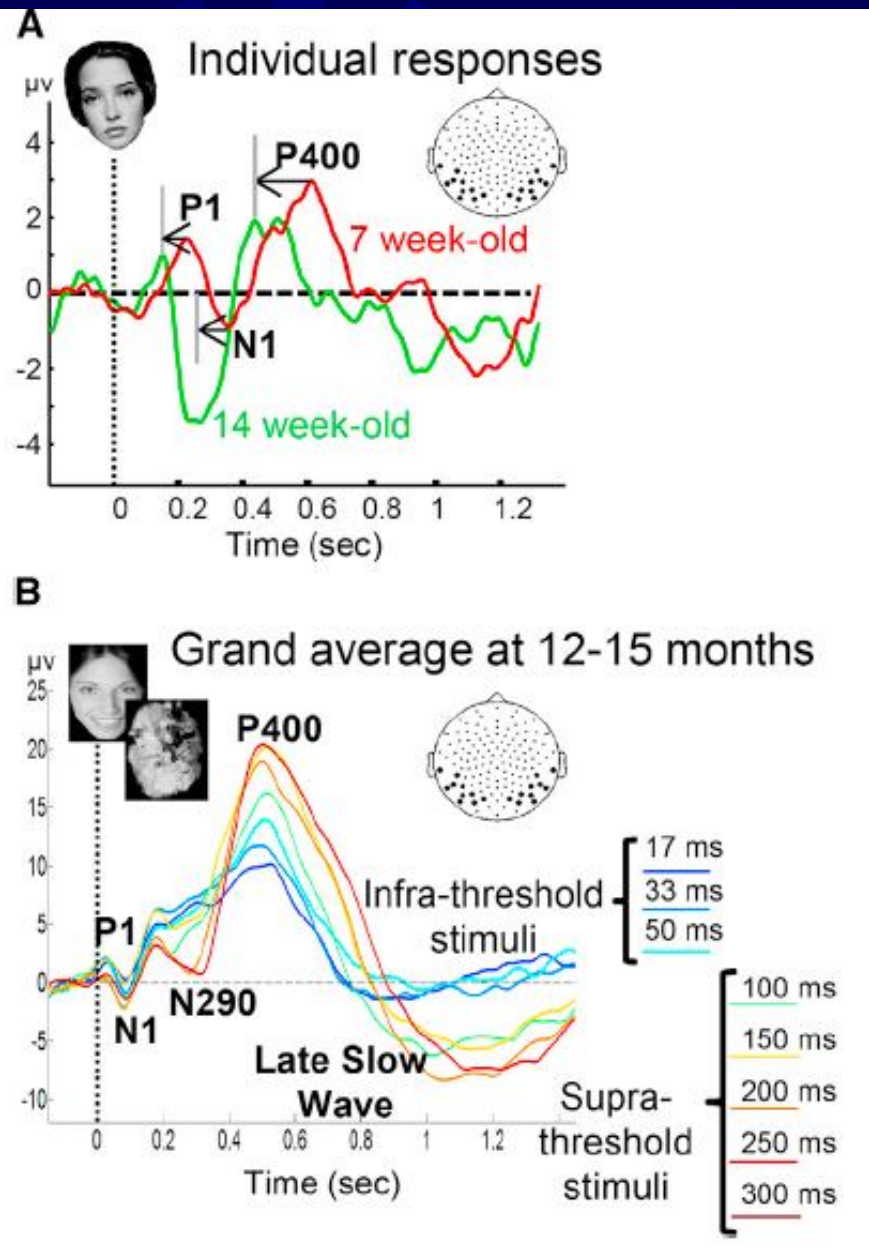 A
Individual responses
μv
4
2
0
-2
-4
P1
P400
N1
7 week-old
14 week-old
0 0.2 0.4 0.6 0.8 1 1.2
Time (sec)
B
Grand average at 12-15 months
μv
25
20
15
10
5
0
-5
-10
P400
P1
N1
N290
Late Slow
Wave
Infra-threshold
stimuli
17 ms
33 ms
50 ms
Supra-
threshold
stimuli
100 ms
150 ms
200 ms
250 ms
300 ms
0 0.2 0.4 0.6 0.8 1 1.2
Time (sec)